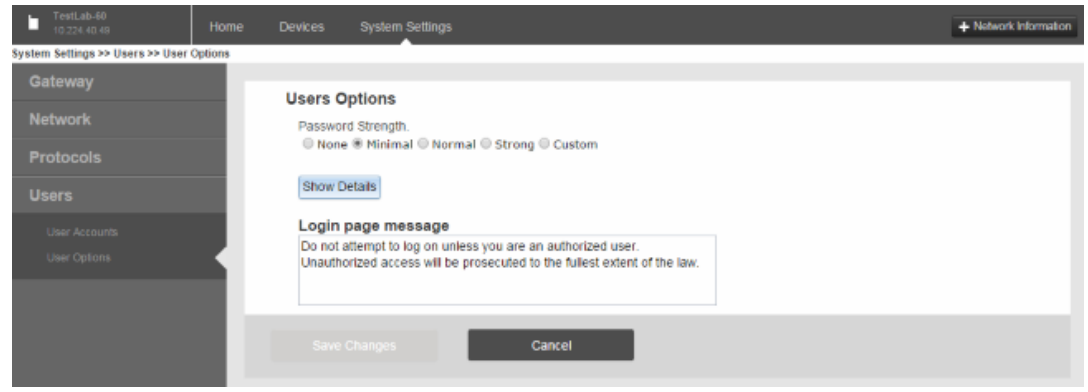 TestLab-60
10.224.40.49
Home Devices System Settings
+ Network Information
System Settings >> Users >> User Options
Gateway
Network
Protocols
Users
User Accounts
User Options
Users Options
Password Strength.
None Minimal Normal Strong Custom
Show Details
Login page message
Do not attempt to log on unless you are an authorized user.
Unauthorized access will be prosecuted to the fullest extent of the law.
Save Changes Cancel